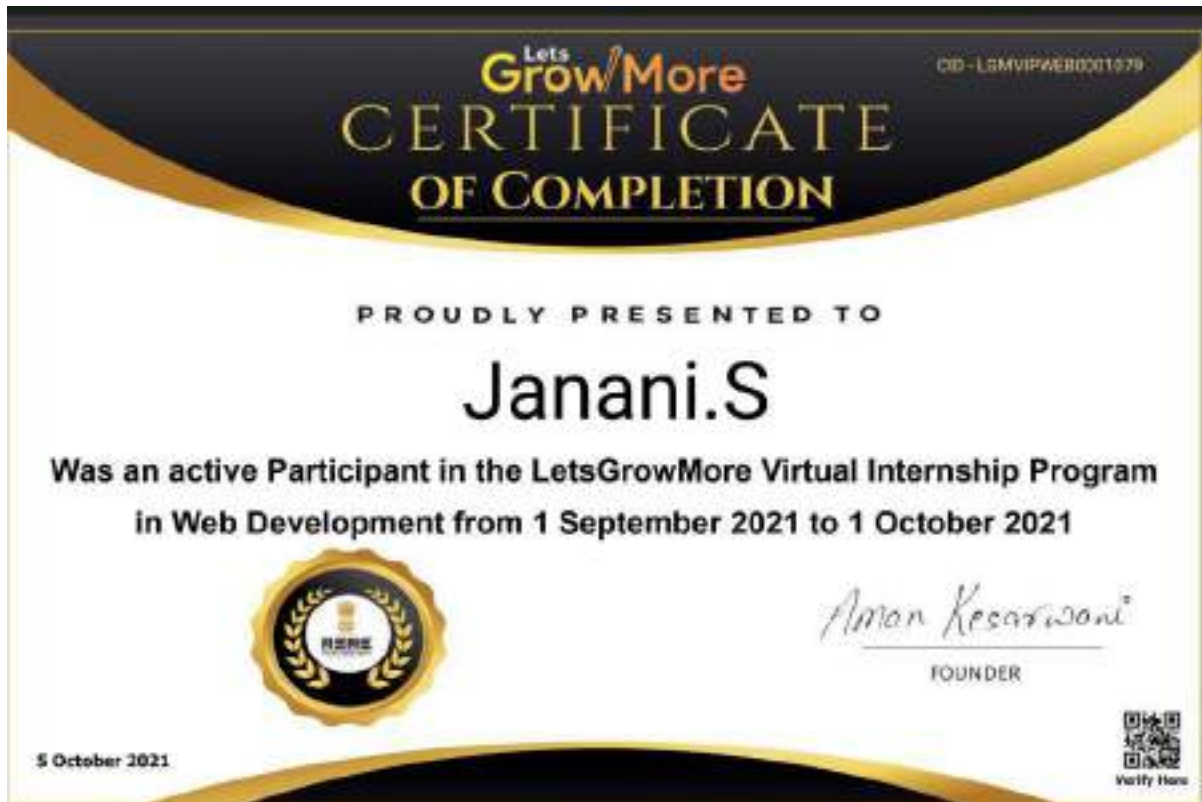 Lets
GrowMore
CID - LGMVIPWEB0001079
CERTIFICATE
OF COMPLETION
PROUDLY PRESENTED TO
Janani.S
Was an active Participant in the LetsGrowMore Virtual Internship Program
in Web Development from 1 September 2021 to 1 October 2021
Aman Kesarwani
FOUNDER
5 October 2021
Verify Here